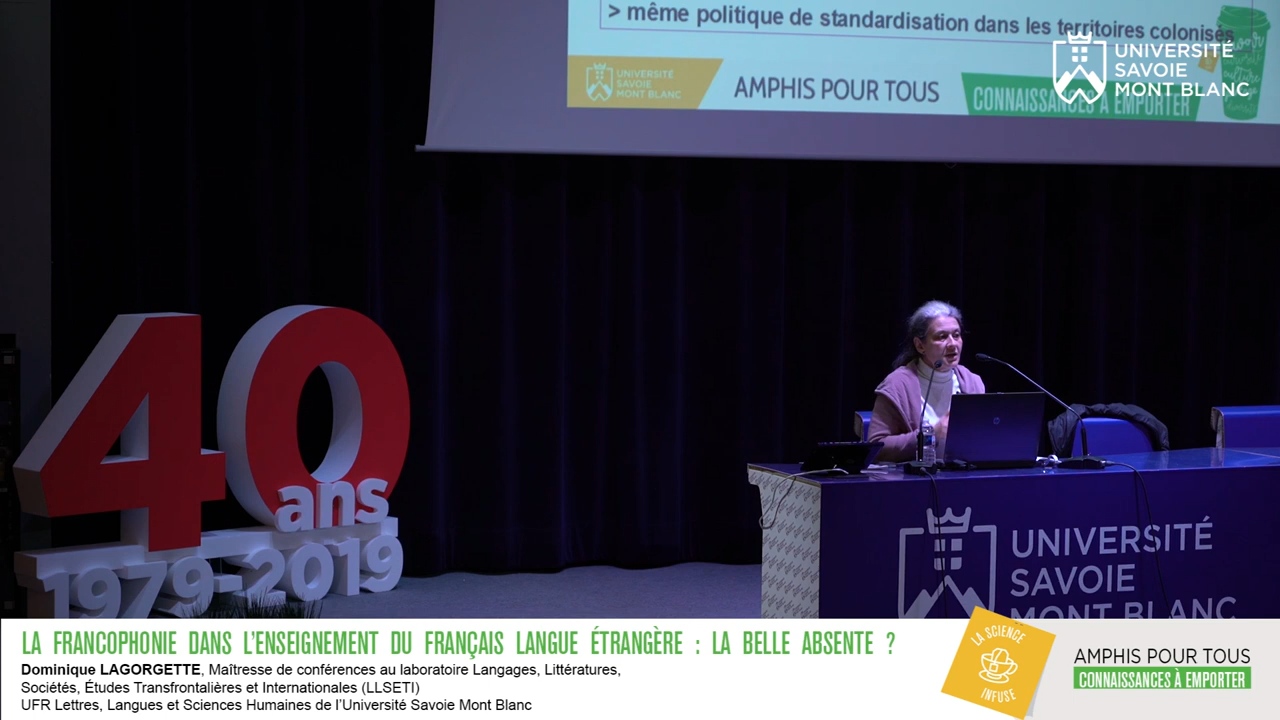 > même politique de standardisation dans les territoires colonisés
UNIVERSITÉ
SAVOIE
MONT BLANC
AMPHIS POUR TOUS
CONNAISSANCES À EMPORTER
UNIVERSITÉ
SAVOIE
MONT BLANC
40
ans
1979-2019
UNIVERSITÉ
SAVOIE
MONT BLANC
LA FRANCOPHONIE DANS L'ENSEIGNEMENT DU FRANÇAIS LANGUE ÉTRANGÈRE : LA BELLE ABSENTE ?
Dominique LAGORGETTE, Maîtresse de conférences au laboratoire Langages, Littératures,
Sociétés, Études Transfrontalières et Internationales (LLSETI)
UFR Lettres, Langues et Sciences Humaines de l'Université Savoie Mont Blanc
LA SCIENCE
INFUSE
AMPHIS POUR TOUS
CONNAISSANCES À EMPORTER